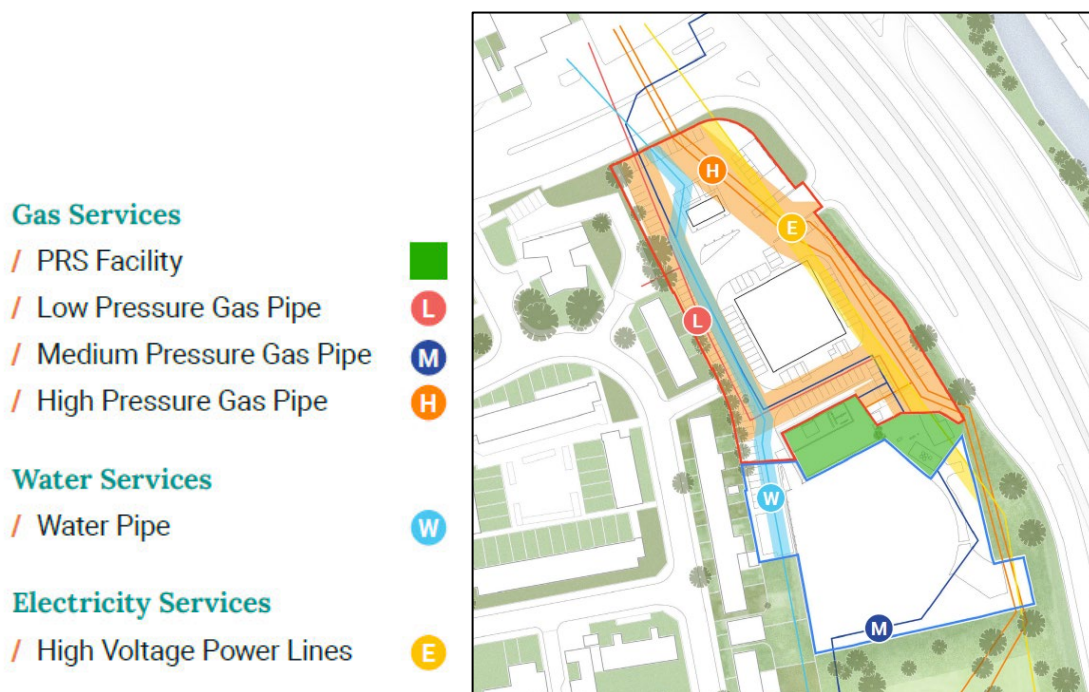 Gas Services
/ PRS Facility
/ Low Pressure Gas Pipe L
/ Medium Pressure Gas Pipe M
/ High Pressure Gas Pipe H
Water Services
/ Water Pipe W
Electricity Services
/ High Voltage Power Lines E
H
E
L
W
M